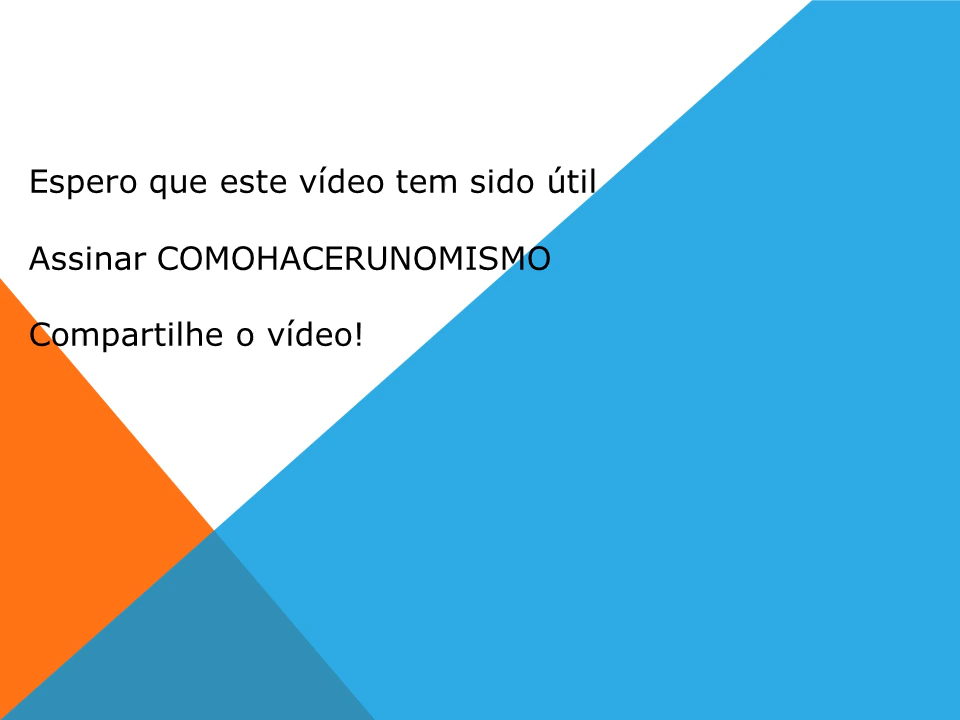 Espero que este vídeo tem sido útil
Assinar COMOHACERUNOMISMO
Compartilhe o vídeo!